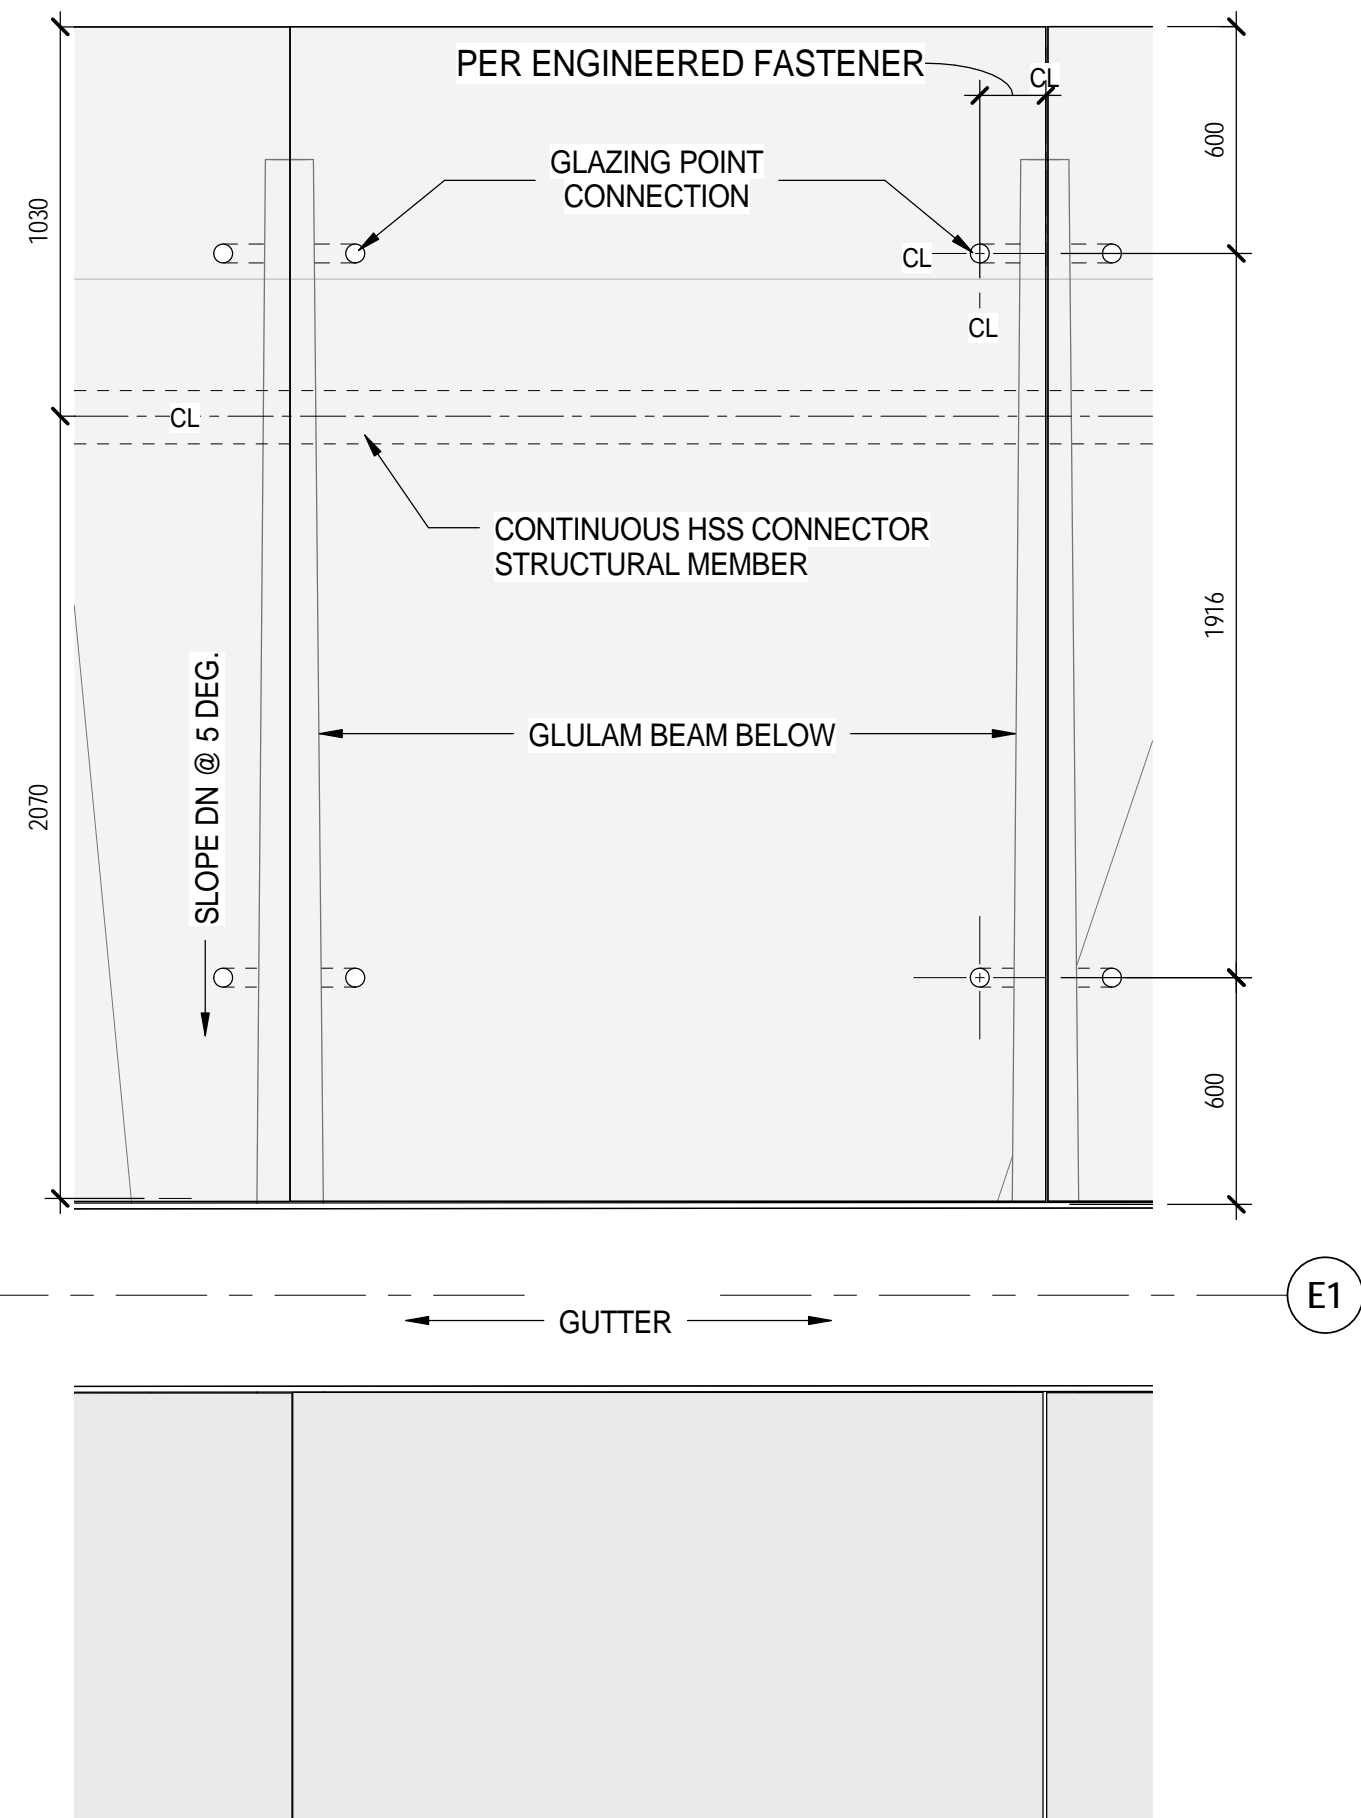 PER ENGINEERED FASTENER
CL
600
GLAZING POINT
CONNECTION
1030
CL
CL
CL
CONTINUOUS HSS CONNECTOR
STRUCTURAL MEMBER
1916
SLOPE DN @ 5 DEG.
GLULAM BEAM BELOW
2070
600
E1
GUTTER